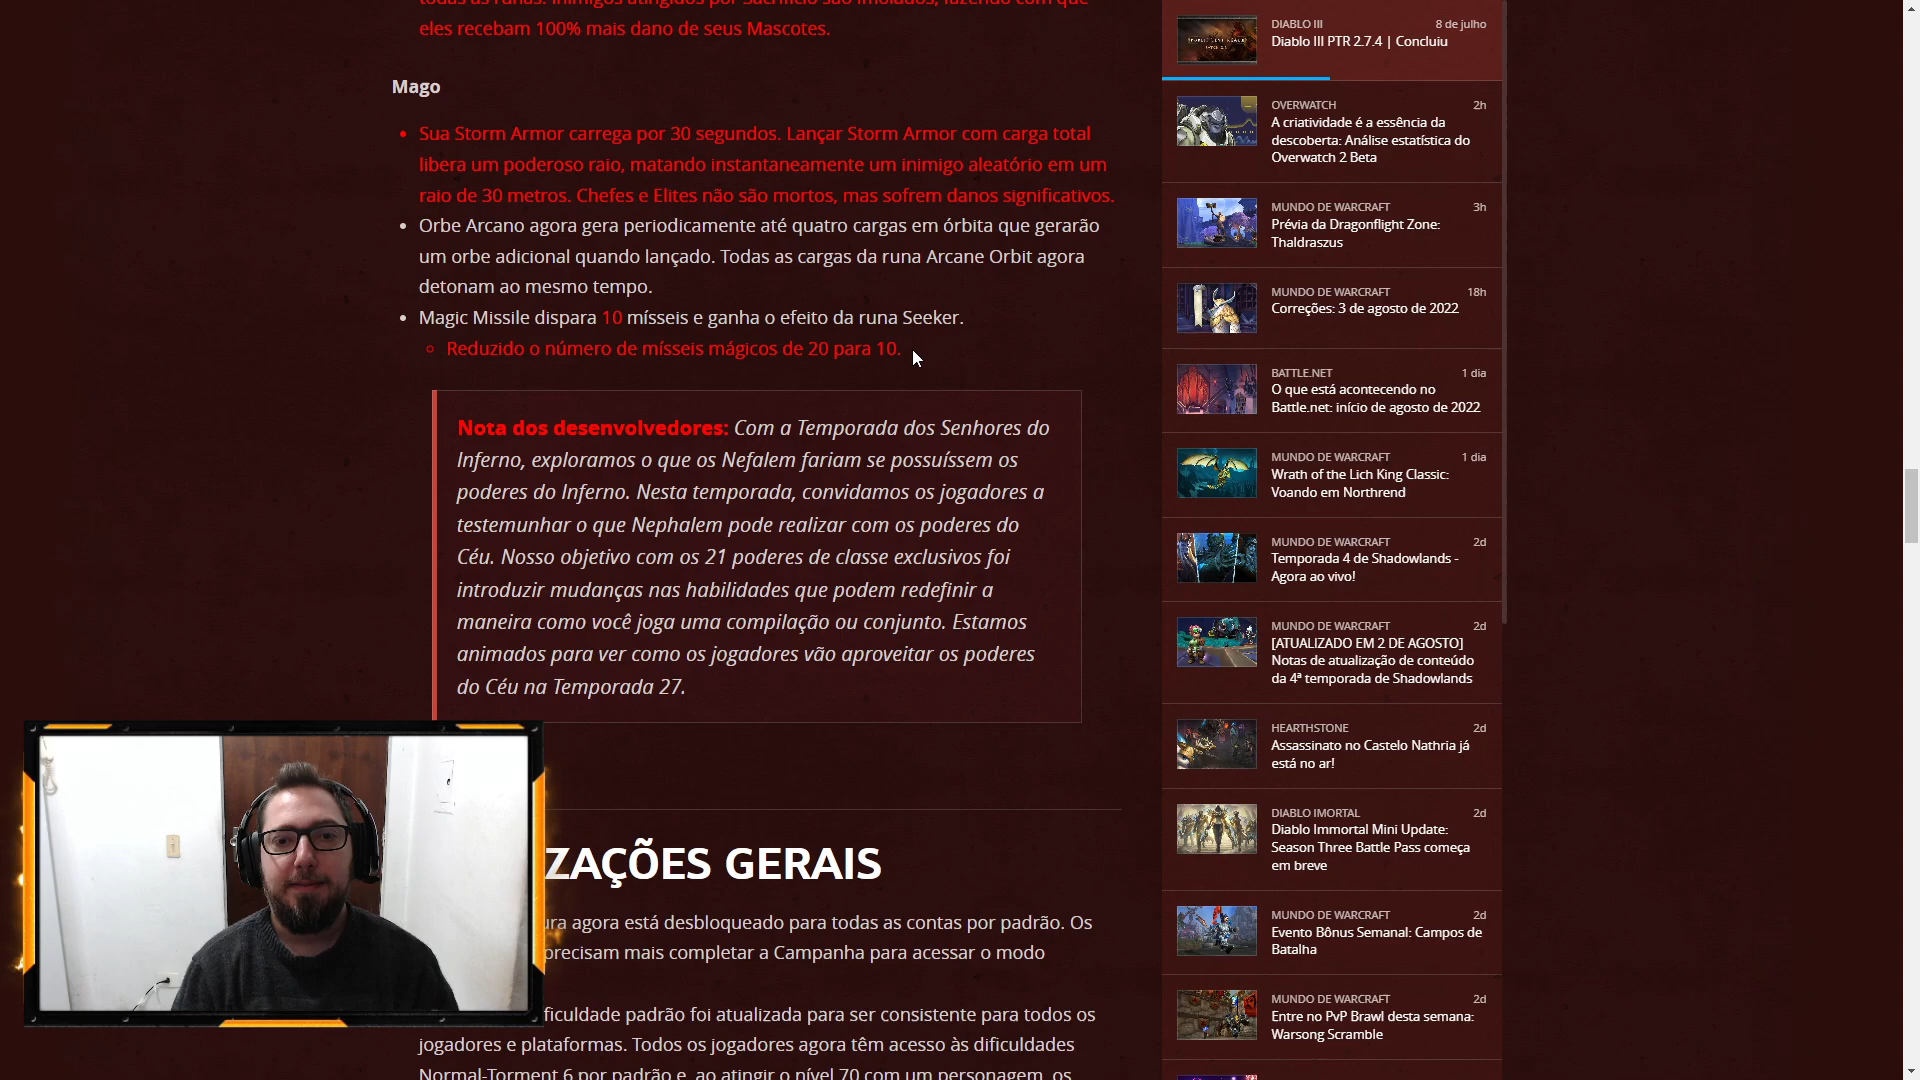 eles recebam 100% mais dano de seus Mascotes.
Mago
Sua Storm Armor carrega por 30 segundos. Lançar Storm Armor com carga total
libera um poderoso raio, matando instantaneamente um inimigo aleatório em um
raio de 30 metros. Chefes e Elites não são mortos, mas sofrem danos significativos.
Orbe Arcano agora gera periodicamente até quatro cargas em órbita que gerarão
um orbe adicional quando lançado. Todas as cargas da runa Arcane Orbit agora
detonam ao mesmo tempo.
Magic Missile dispara 10 mísseis e ganha o efeito da runa Seeker.
Reduzido o número de mísseis mágicos de 20 para 10.
Nota dos desenvolvedores: Com a Temporada dos Senhores do
Inferno, exploramos o que os Nefalem fariam se possuíssem os
poderes do Inferno. Nesta temporada, convidamos os jogadores a
testemunhar o que Nephalem pode realizar com os poderes do
Céu. Nosso objetivo com os 21 poderes de classe exclusivos foi
introduzir mudanças nas habilidades que podem redefinir a
maneira como você joga uma compilação ou conjunto. Estamos
animados para ver como os jogadores vão aproveitar os poderes
do Céu na Temporada 27.
ZAÇÕES GERAIS
ura agora está desbloqueado para todas as contas por padrão. Os
precisam mais completar a Campanha para acessar o modo
ficuldade padrão foi atualizada para ser consistente para todos os
jogadores e plataformas. Todos os jogadores agora têm acesso às dificuldades
Normal-Torment 6 por padrão e, ao atingir o nível 70 com um personagem, os
DIABLO III 8 de julho
Diablo III PTR 2.7.4 | Concluiu
OVERWATCH 2h
A criatividade é a essência da
descoberta: Análise estatística do
Overwatch 2 Beta
MUNDO DE WARCRAFT 3h
Prévia da Dragonflight Zone:
Thaldraszus
MUNDO DE WARCRAFT 18h
Correções: 3 de agosto de 2022
BATTLE.NET 1 dia
O que está acontecendo no
Battle.net: início de agosto de 2022
MUNDO DE WARCRAFT 1 dia
Wrath of the Lich King Classic:
Voando em Northrend
MUNDO DE WARCRAFT 2d
Temporada 4 de Shadowlands -
Agora ao vivo!
MUNDO DE WARCRAFT 2d
[ATUALIZADO EM 2 DE AGOSTO]
Notas de atualização de conteúdo
da 4ª temporada de Shadowlands
HEARTHSTONE 2d
Assassinato no Castelo Nathria já
está no ar!
DIABLO IMORTAL 2d
Diablo Immortal Mini Update:
Season Three Battle Pass começa
em breve
MUNDO DE WARCRAFT 2d
Evento Bônus Semanal: Campos de
Batalha
MUNDO DE WARCRAFT 2d
Entre no PvP Brawl desta semana:
Warsong Scramble